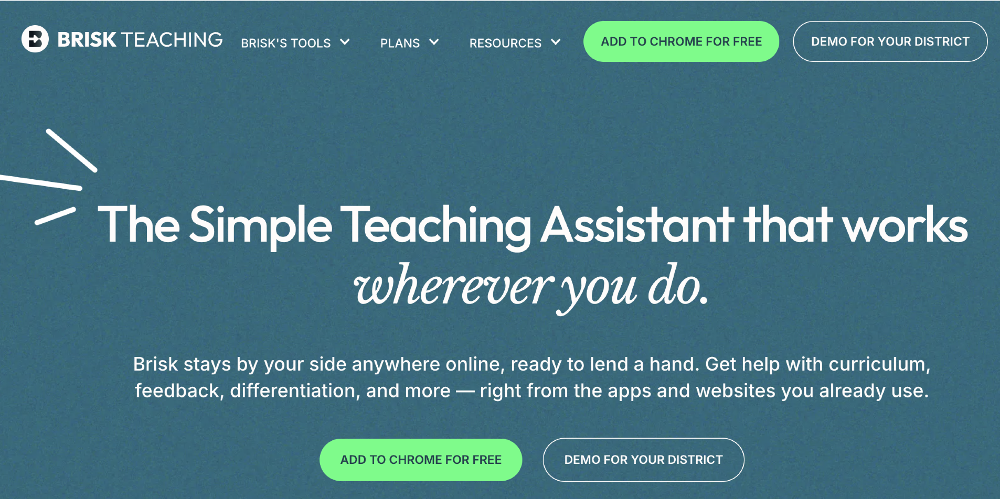 BRISK TEACHING
BRISK'S TOOLS
PLANS
RESOURCES
ADD TO CHROME FOR FREE
DEMO FOR YOUR DISTRICT
The Simple Teaching Assistant that works
wherever you do.
Brisk stays by your side anywhere online, ready to lend a hand. Get help with curriculum,
feedback, differentiation, and more — right from the apps and websites you already use.
ADD TO CHROME FOR FREE
DEMO FOR YOUR DISTRICT